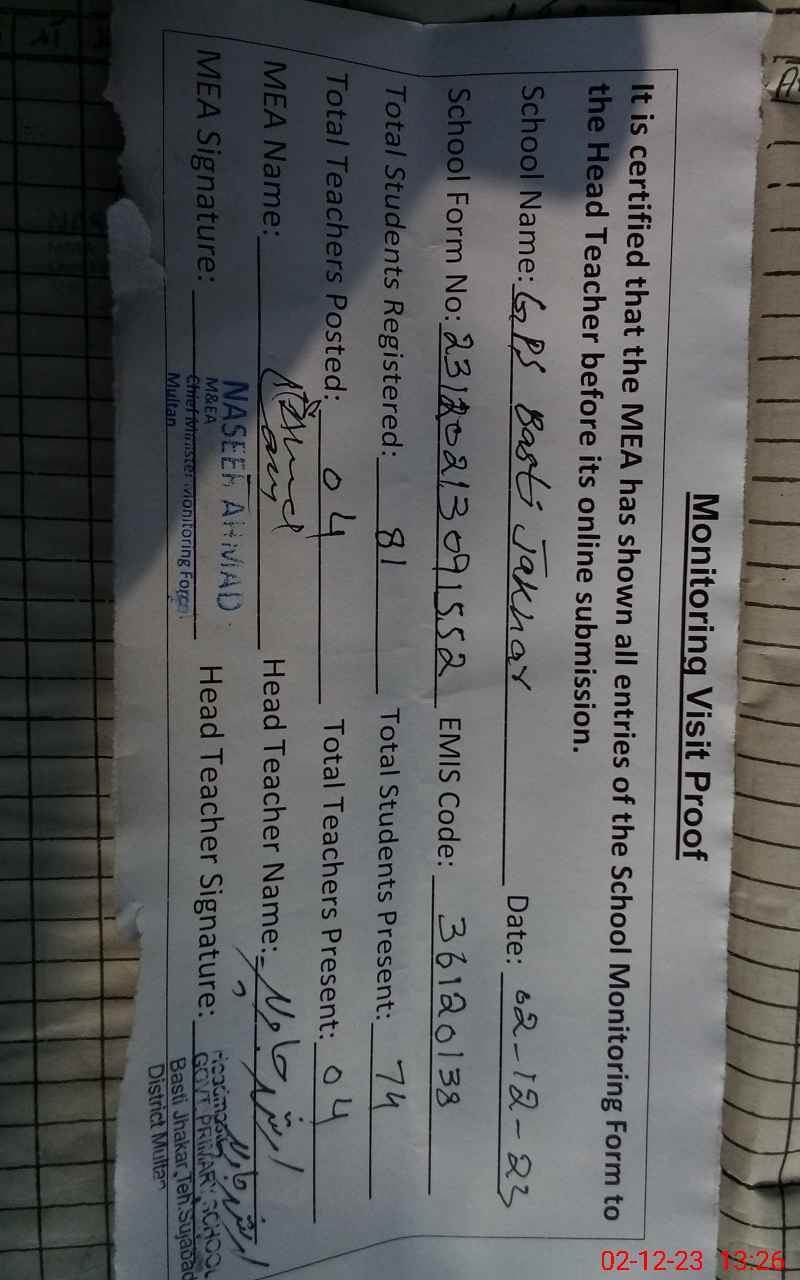 Monitoring Visit Proof
It is certified that the MEA has shown all entries of the School Monitoring Form to
the Head Teacher before its online submission.
School Name: GPS Basti Jakhar Date: 02-12-23
School Form No: 23120213091552 EMIS Code: 36120138
Total Students Registered: 81 Total Students Present: 74
Total Teachers Posted: 04 Total Teachers Present: 04
MEA Name: Head Teacher Name: ارشد
MEA Signature: Head Teacher Signature:
NASEER AHMAD
M&EA
Chief Minister Monitoring Force
Multan
Headmaster
GOVT. PRIMARY SCHOOL
Basti Jhakar, Teh. Sujabad
District Multan
02-12-23 13:26